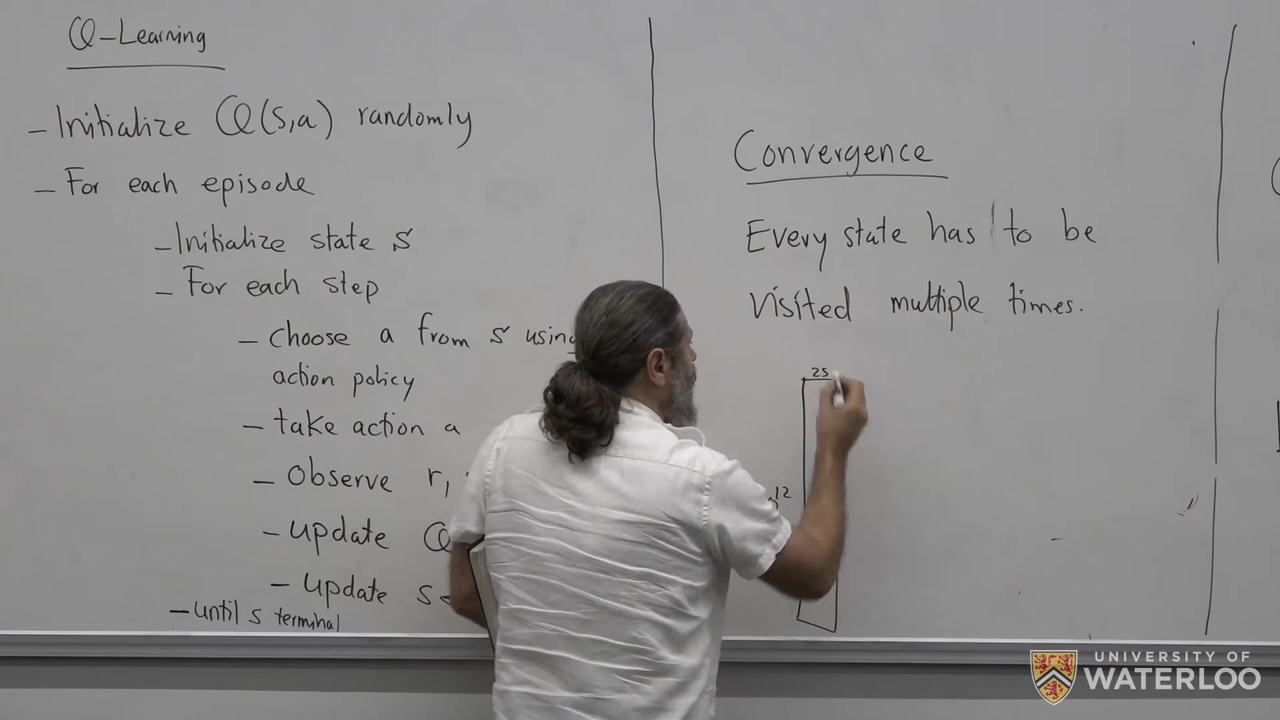 Q-Learning
- Initialize Q(s,a) randomly
- For each episode
- Initialize state s
- For each step
- choose a from s using
action policy
- take action a
- observe r,
- update Q
- update s ←
- until s terminal
Convergence
Every state has to be
visited multiple times.
25
12
UNIVERSITY OF
WATERLOO